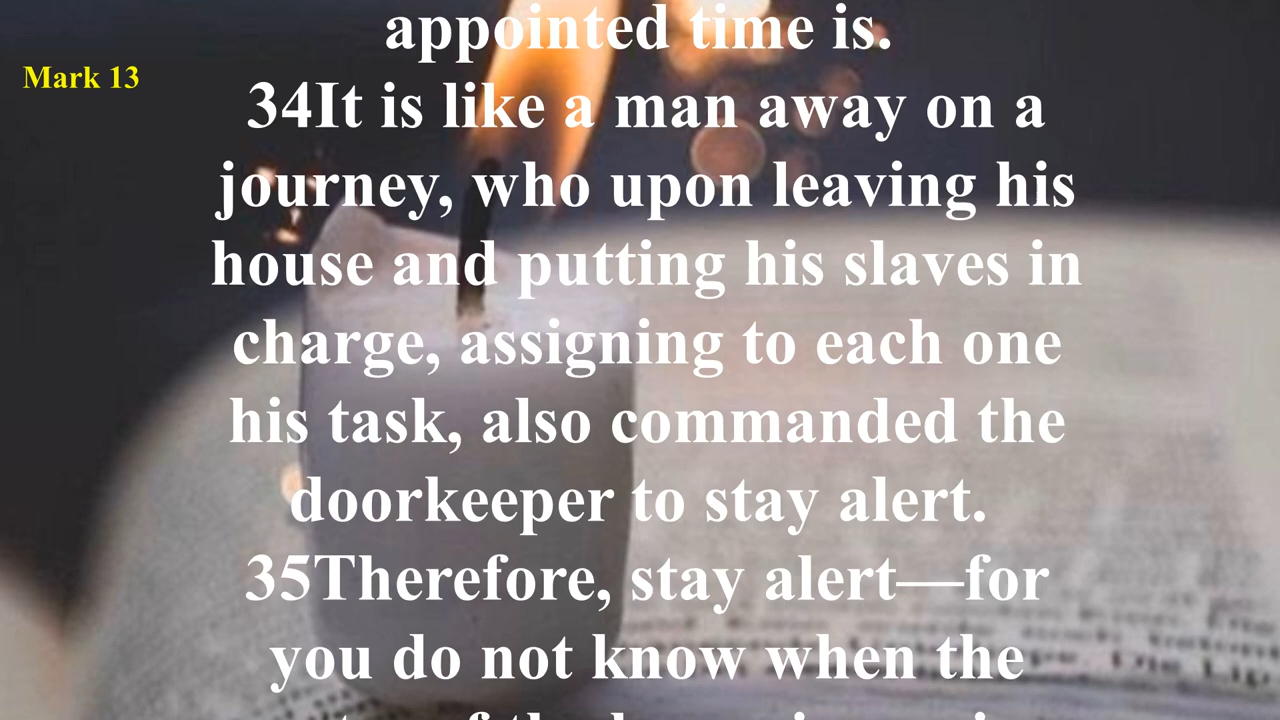 appointed time is.
Mark 13
34It is like a man away on a
journey, who upon leaving his
house and putting his slaves in
charge, assigning to each one
his task, also commanded the
doorkeeper to stay alert.
35Therefore, stay alert—for
you do not know when the